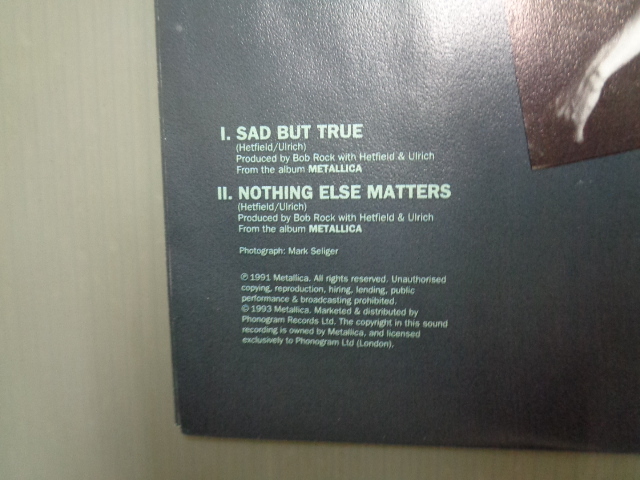 I. SAD BUT TRUE
(Hetfield/Ulrich)
Produced by Bob Rock with Hetfield & Ulrich
From the album METALLICA
II. NOTHING ELSE MATTERS
(Hetfield/Ulrich)
Produced by Bob Rock with Hetfield & Ulrich
From the album METALLICA
Photograph: Mark Seliger
℗ 1991 Metallica. All rights reserved. Unauthorised
copying, reproduction, hiring, lending, public
performance & broadcasting prohibited.
© 1993 Metallica. Marketed & distributed by
Phonogram Records Ltd. The copyright in this sound
recording is owned by Metallica, and licensed
exclusively to Phonogram Ltd (London).